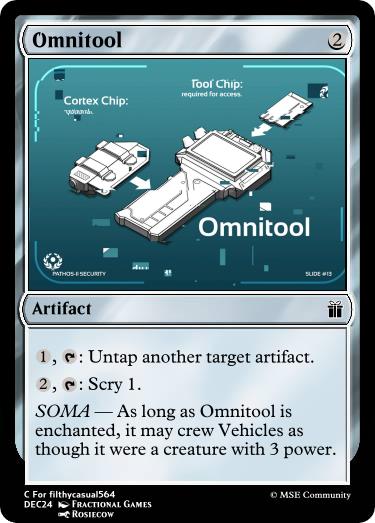 Omnitool 2
Tool Chip:
required for access.
Cortex Chip:
Omnitool
PATHOS-II SECURITY
SLIDE #13
Artifact
1, : Untap another target artifact.
2, : Scry 1.
SOMA — As long as Omnitool is
enchanted, it may crew Vehicles as
though it were a creature with 3 power.
C For filthycasual564
DEC24 Fractional Games
Rosiecow
© MSE Community